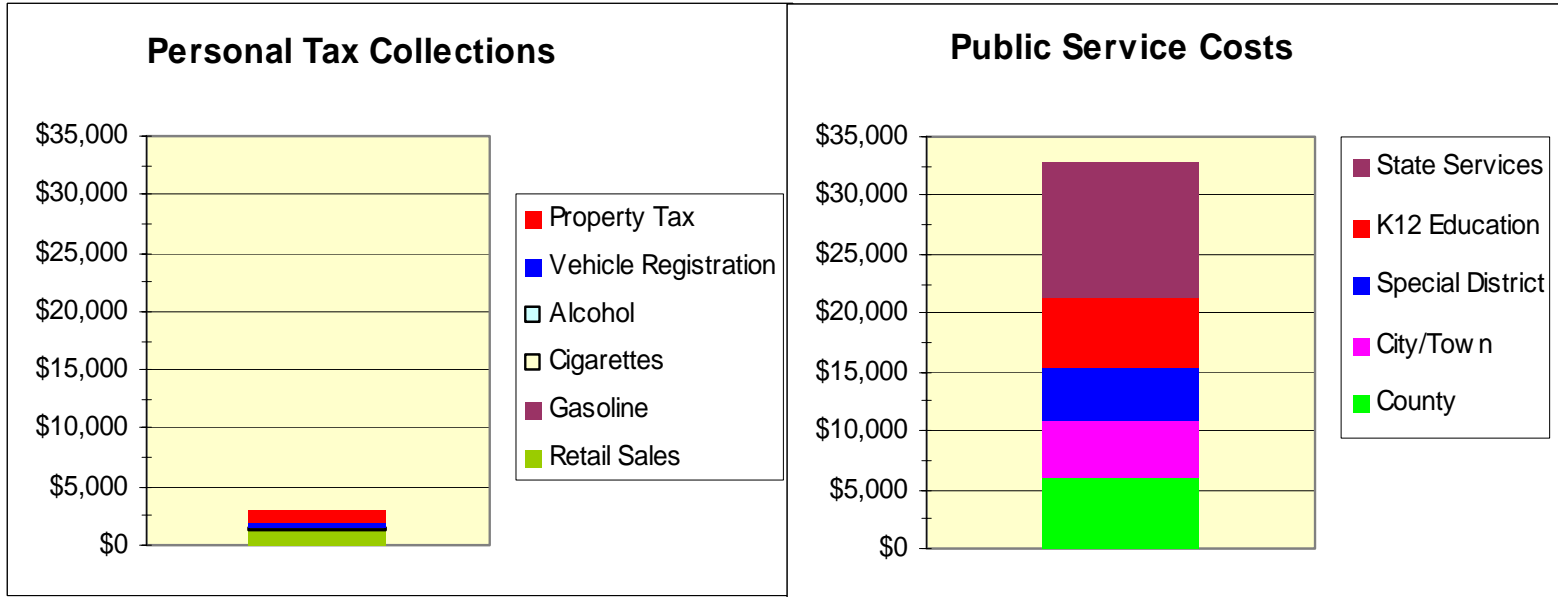 Personal Tax Collections
$35,000
$30,000
$25,000
$20,000
$15,000
$10,000
$5,000
$0
Property Tax
Vehicle Registration
Alcohol
Cigarettes
Gasoline
Retail Sales
Public Service Costs
$35,000
$30,000
$25,000
$20,000
$15,000
$10,000
$5,000
$0
State Services
K12 Education
Special District
City/Town
County